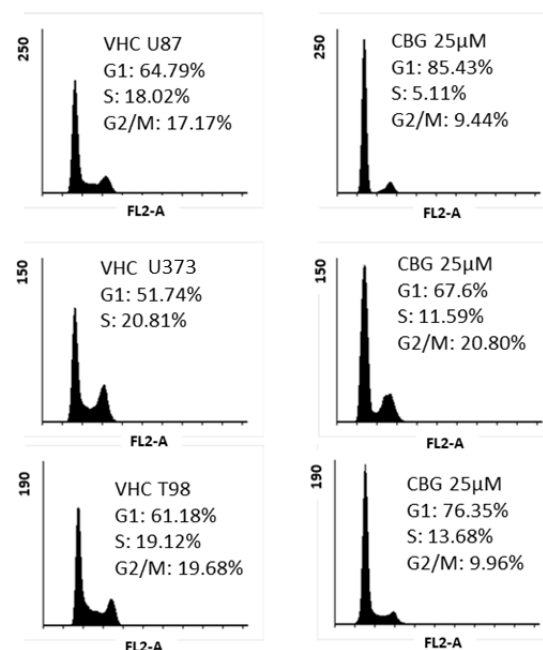 250
VHC U87
G1: 64.79%
S: 18.02%
G2/M: 17.17%
FL2-A
250
CBG 25µM
G1: 85.43%
S: 5.11%
G2/M: 9.44%
FL2-A
150
VHC U373
G1: 51.74%
S: 20.81%
FL2-A
150
CBG 25µM
G1: 67.6%
S: 11.59%
G2/M: 20.80%
FL2-A
190
VHC T98
G1: 61.18%
S: 19.12%
G2/M: 19.68%
FL2-A
190
CBG 25µM
G1: 76.35%
S: 13.68%
G2/M: 9.96%
FL2-A